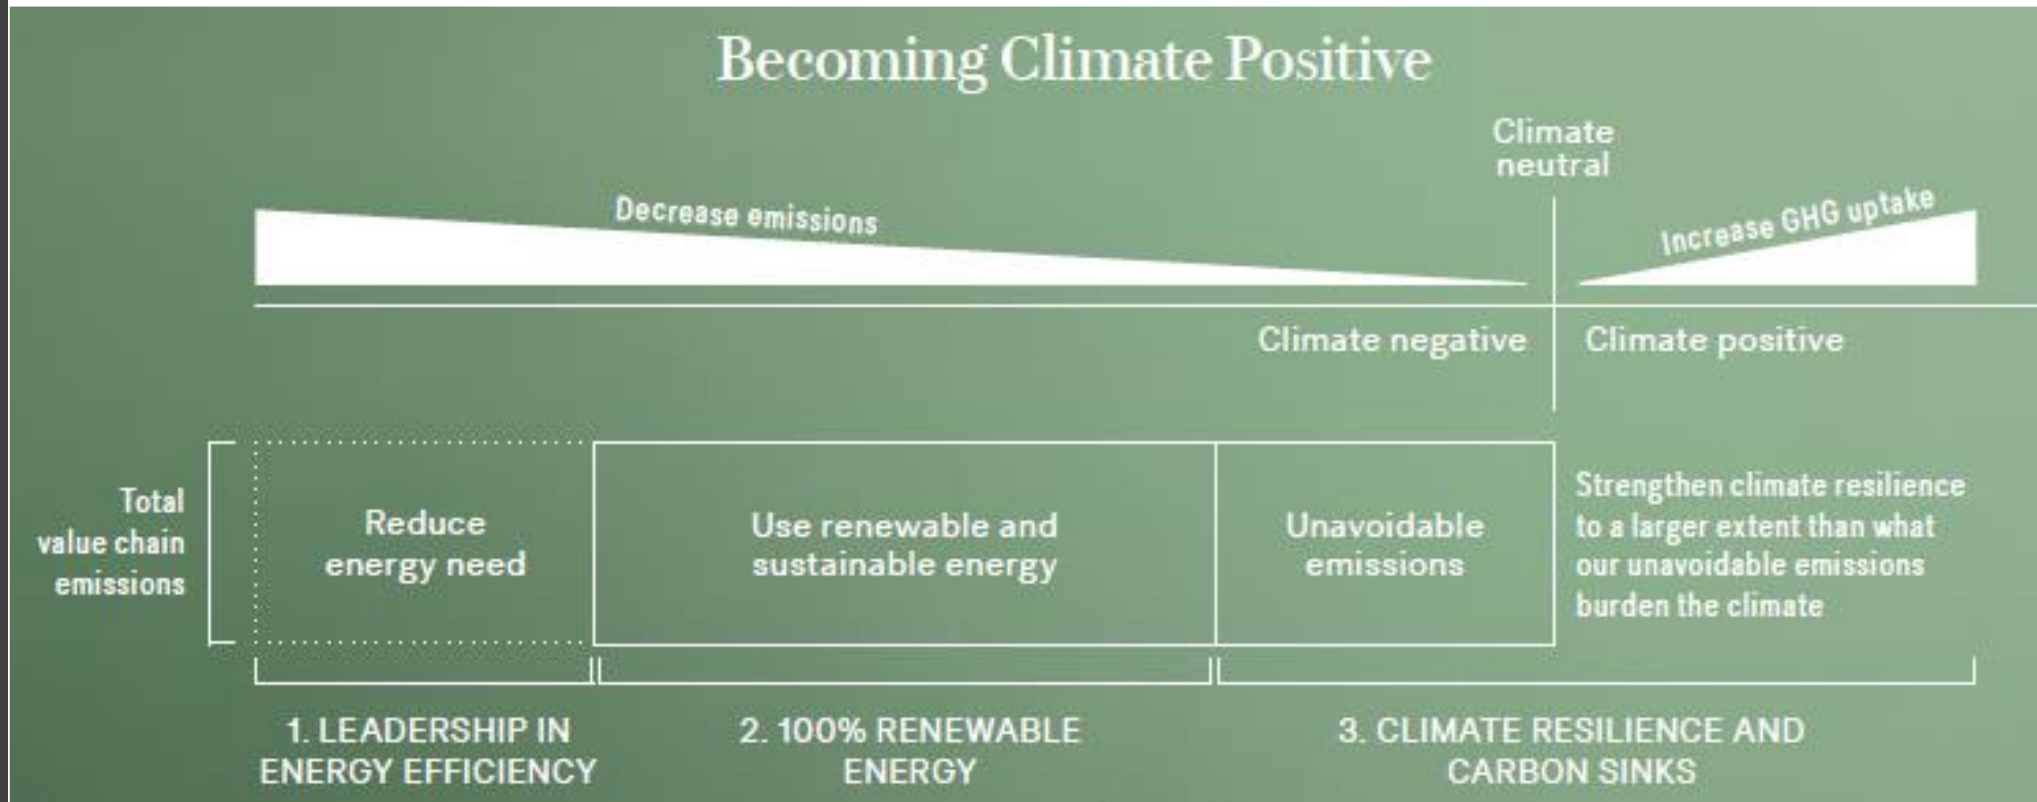 Becoming Climate Positive
Climate
neutral
Decrease emissions
Increase GHG uptake
Climate negative
Climate positive
Total
value chain
emissions
Reduce
energy need
Use renewable and
sustainable energy
Unavoidable
emissions
Strengthen climate resilience
to a larger extent than what
our unavoidable emissions
burden the climate
1. LEADERSHIP IN
ENERGY EFFICIENCY
2. 100% RENEWABLE
ENERGY
3. CLIMATE RESILIENCE AND
CARBON SINKS